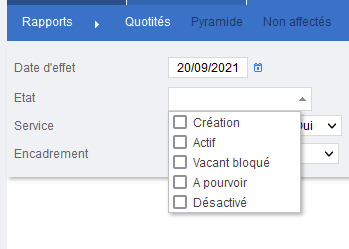 Rapports Quotités Pyramide Non affectés
Date d'effet 20/09/2021
Etat
Création
Service Oui
Actif
Vacant bloqué
Encadrement
A pourvoir
Désactivé